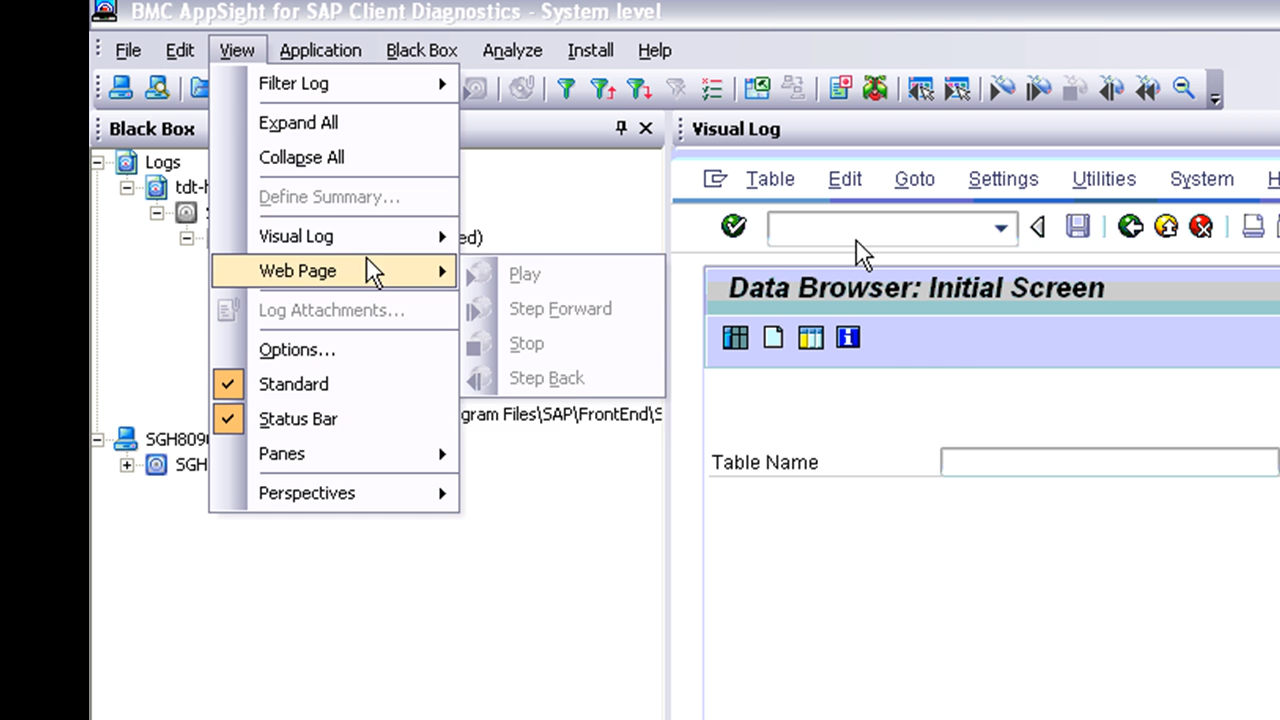 BMC AppSight for SAP Client Diagnostics - System level
File Edit View Application Black Box Analyze Install Help
Black Box
Logs
tdt-
ed)
gram Files\SAP\FrontEnd\S
SGH809
SGH
Filter Log
Expand All
Collapse All
Define Summary...
Visual Log
Web Page
Log Attachments...
Options...
Standard
Status Bar
Panes
Perspectives
Play
Step Forward
Stop
Step Back
Visual Log
Table Edit Goto Settings Utilities System H
Data Browser: Initial Screen
Table Name